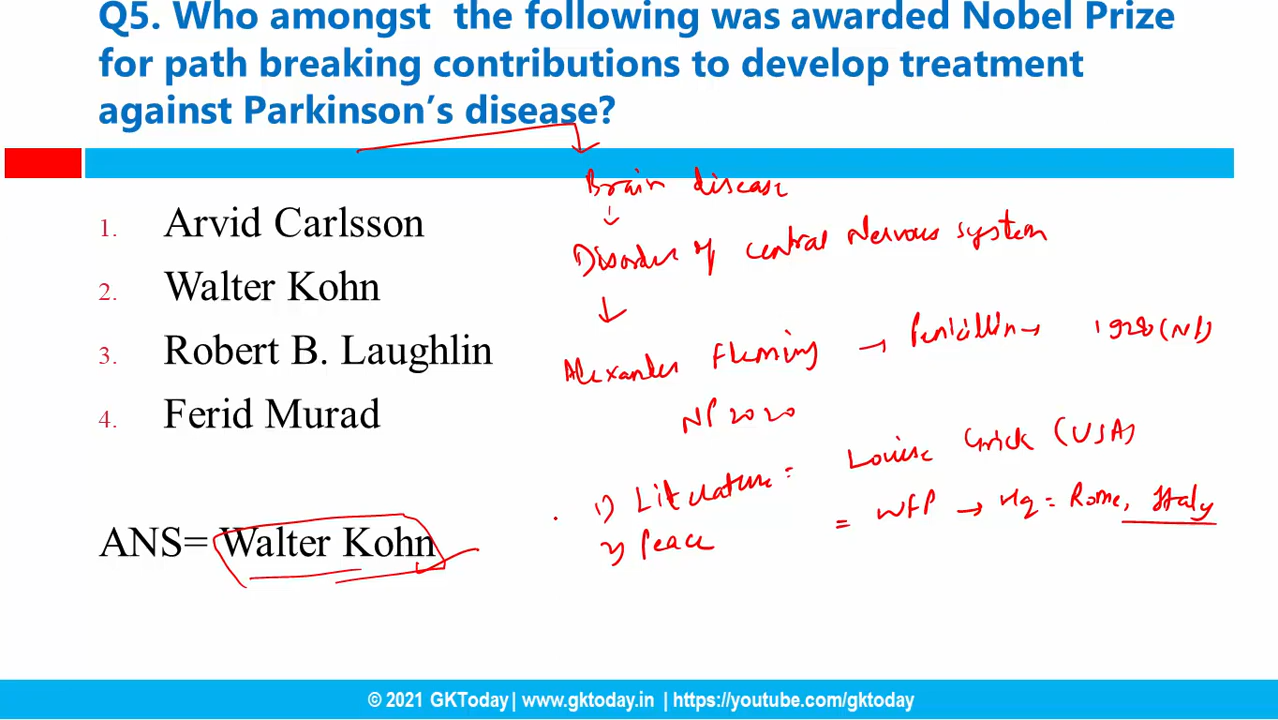 Q5. Who amongst the following was awarded Nobel Prize
for path breaking contributions to develop treatment
against Parkinson's disease?
Brain disease
1. Arvid Carlsson
Disorder of central Nervous system
2. Walter Kohn
3. Robert B. Laughlin
Alexander Fleming → Penicillin → 1928 (NP)
4. Ferid Murad
NP 2020
1) Literature = Louise (USA)
2) Peace = WFP → Hq = Rome, Italy
ANS= Walter Kohn
© 2021 GKToday| www.gktoday.in | https://youtube.com/gktoday